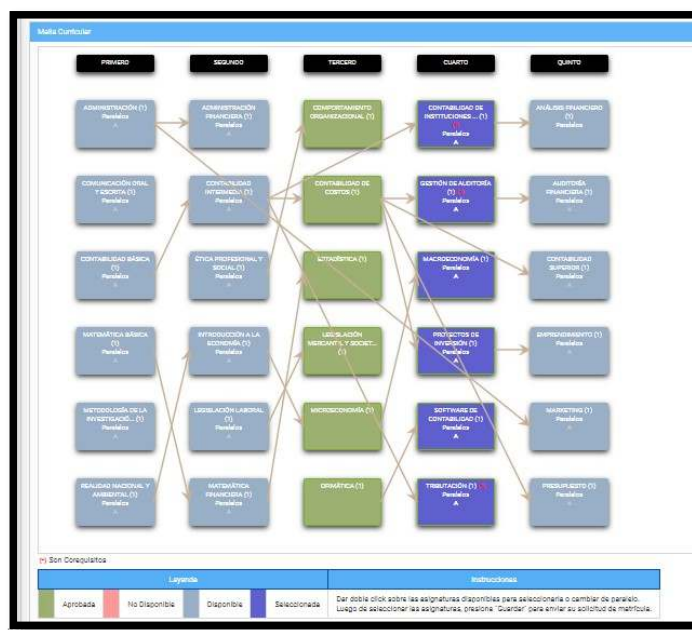 Malla Curricular
PRIMERO
SEGUNDO
TERCERO
CUARTO
QUINTO
ADMINISTRACIÓN (1)
Paralelos
A
ADMINISTRACIÓN
FINANCIERA (1)
Paralelos
A
COMPORTAMIENTO
ORGANIZACIONAL (1)
CONTABILIDAD DE
INSTITUCIONES ... (1)
(*)
Paralelos
A
ANÁLISIS FINANCIERO
(1)
Paralelos
A
COMUNICACIÓN ORAL
Y ESCRITA (1)
Paralelos
A
CONTABILIDAD
INTERMEDIA (1)
Paralelos
A
CONTABILIDAD DE
COSTOS (1)
GESTIÓN DE AUDITORÍA
(1) (*)
Paralelos
A
AUDITORÍA
FINANCIERA (1)
Paralelos
A
CONTABILIDAD BÁSICA
(1)
Paralelos
A
ÉTICA PROFESIONAL Y
SOCIAL (1)
Paralelos
A
ESTADÍSTICA (1)
MACROECONOMÍA (1)
Paralelos
A
CONTABILIDAD
SUPERIOR (1)
Paralelos
A
MATEMÁTICA BÁSICA
(1)
Paralelos
A
INTRODUCCIÓN A LA
ECONOMÍA (1)
Paralelos
A
LEGISLACIÓN
MERCANTIL Y SOCIET...
(1)
PROYECTOS DE
INVERSIÓN (1)
Paralelos
A
EMPRENDIMIENTO (1)
Paralelos
A
METODOLOGÍA DE LA
INVESTIGACIÓ... (1)
Paralelos
A
LEGISLACIÓN LABORAL
(1)
Paralelos
A
MICROECONOMÍA (1)
SOFTWARE DE
CONTABILIDAD (1)
Paralelos
A
MARKETING (1)
Paralelos
A
REALIDAD NACIONAL Y
AMBIENTAL (1)
Paralelos
A
MATEMÁTICA
FINANCIERA (1)
Paralelos
A
OFIMÁTICA (1)
TRIBUTACIÓN (1) (*)
Paralelos
A
PRESUPUESTO (1)
Paralelos
A
(*) Son Corequisitos
Leyenda
Instrucciones
Aprobada
No Disponible
Disponible
Seleccionada
Dar doble click sobre las asignaturas disponibles para seleccionarla o cambiar de paralelo.
Luego de seleccionar las asignaturas, presione "Guardar" para enviar su solicitud de matrícula.